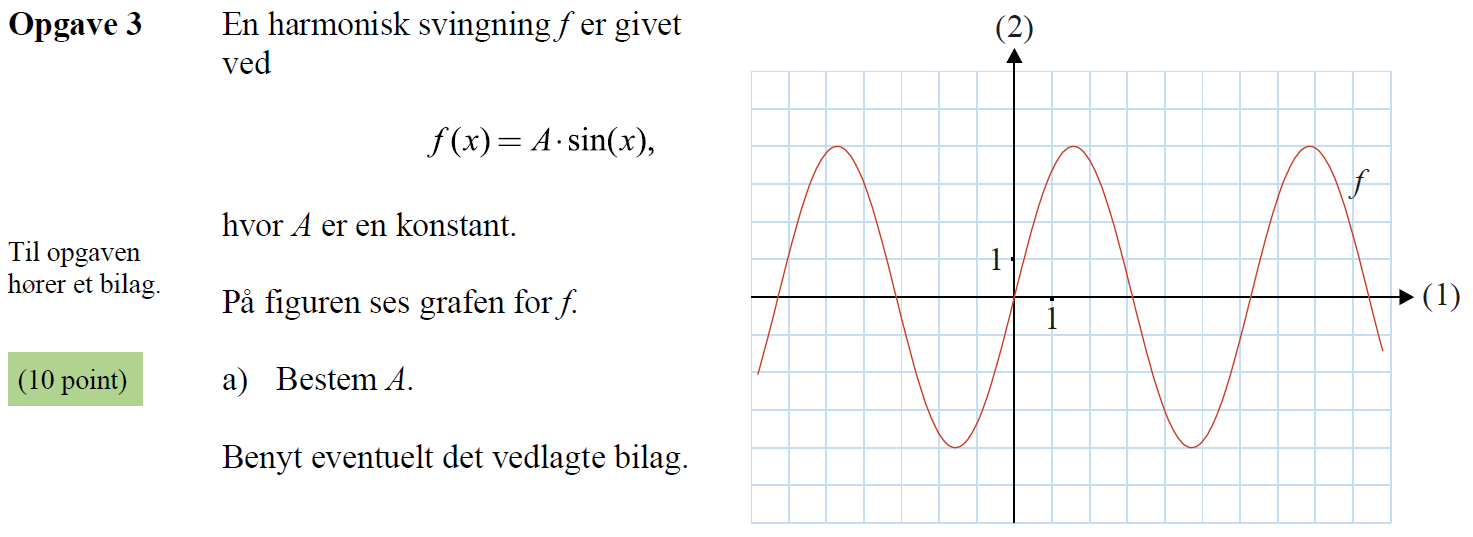 Opgave 3
En harmonisk svingning f er givet
ved
f(x) = A · sin(x),
hvor A er en konstant.
Til opgaven
hører et bilag.
På figuren ses grafen for f.
(10 point)
a) Bestem A.
Benyt eventuelt det vedlagte bilag.
(2)
f
1
1
(1)